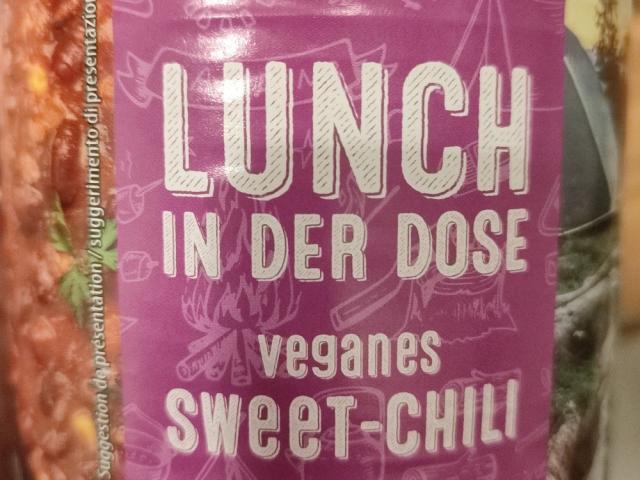 LUNCH
IN DER DOSE
veganes
SWEET-CHILI
Suggestion de présentation / suggerimento di presentazione